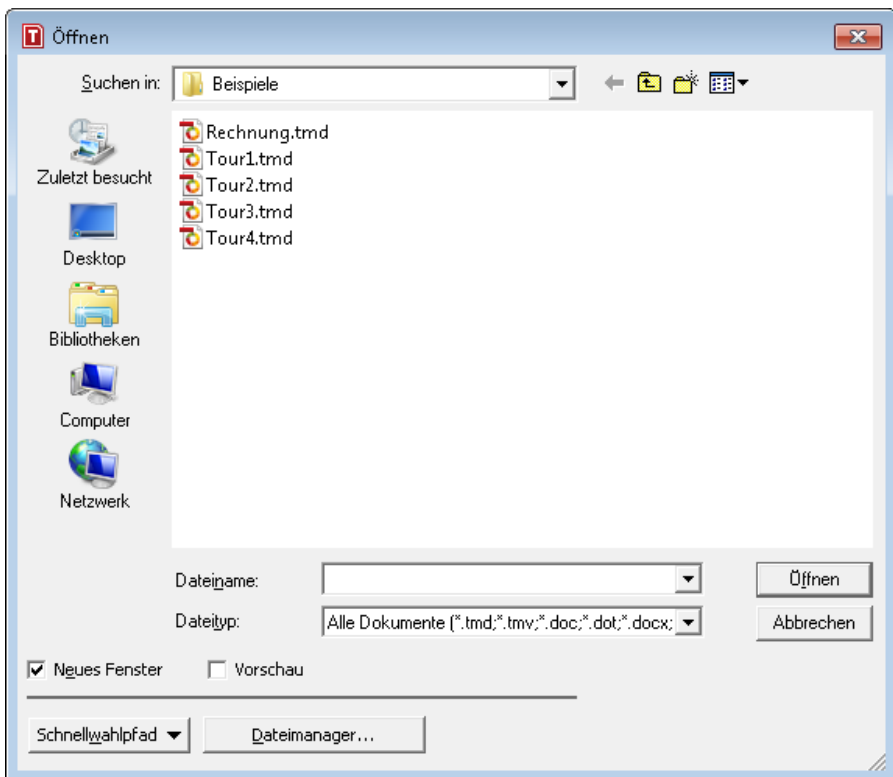 Öffnen
Suchen in:
Beispiele
Zuletzt besucht
Desktop
Bibliotheken
Computer
Netzwerk
Rechnung.tmd
Tour1.tmd
Tour2.tmd
Tour3.tmd
Tour4.tmd
Dateiname:
Öffnen
Dateityp:
Alle Dokumente (*.tmd;*.tmv;*.doc;*.dot;*.docx;
Abbrechen
Neues Fenster
Vorschau
Schnellwahlpfad
Dateimanager...